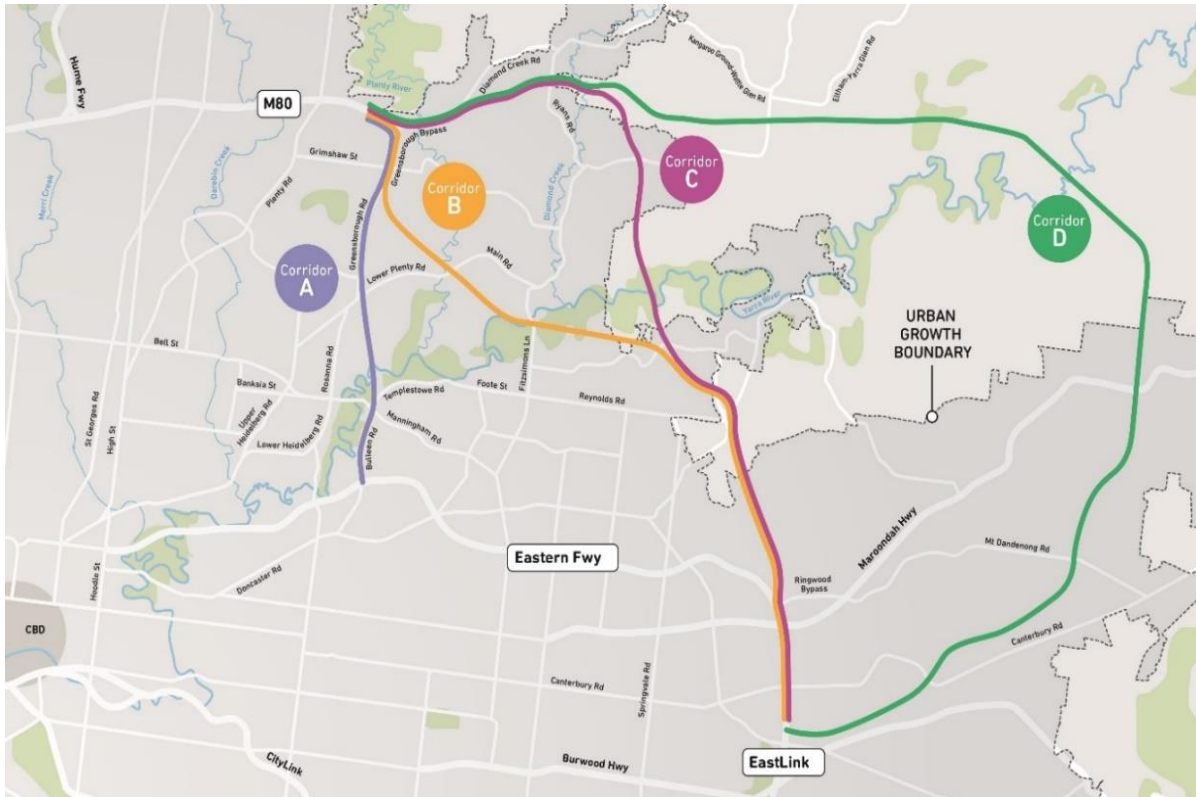 Hume Fwy
M80
Plenty River
Diamond Creek Rd
Kangaroo Ground-Wattle Glen Rd
Eltham-Yarra Glen Rd
Ryans Rd
Greensborough Bypass
Grimshaw St
Plenty Rd
Darebin Creek
Merri Creek
Corridor
B
Corridor
C
Diamond Creek
Greensborough Rd
Corridor
A
Lower Plenty Rd
Main Rd
Corridor
D
Yarra River
URBAN
GROWTH
BOUNDARY
Bell St
Rosanna Rd
Fitzsimons Ln
Banksia St
Templestowe Rd
Foote St
Reynolds Rd
St Georges Rd
High St
Upper
Heidelberg Rd
Lower Heidelberg Rd
Manningham Rd
Bulleen Rd
Eastern Fwy
Maroondah Hwy
Mt Dandenong Rd
Doncaster Rd
Hoddle St
Ringwood
Bypass
CBD
Canterbury Rd
Canterbury Rd
Springvale Rd
CityLink
Burwood Hwy
EastLink